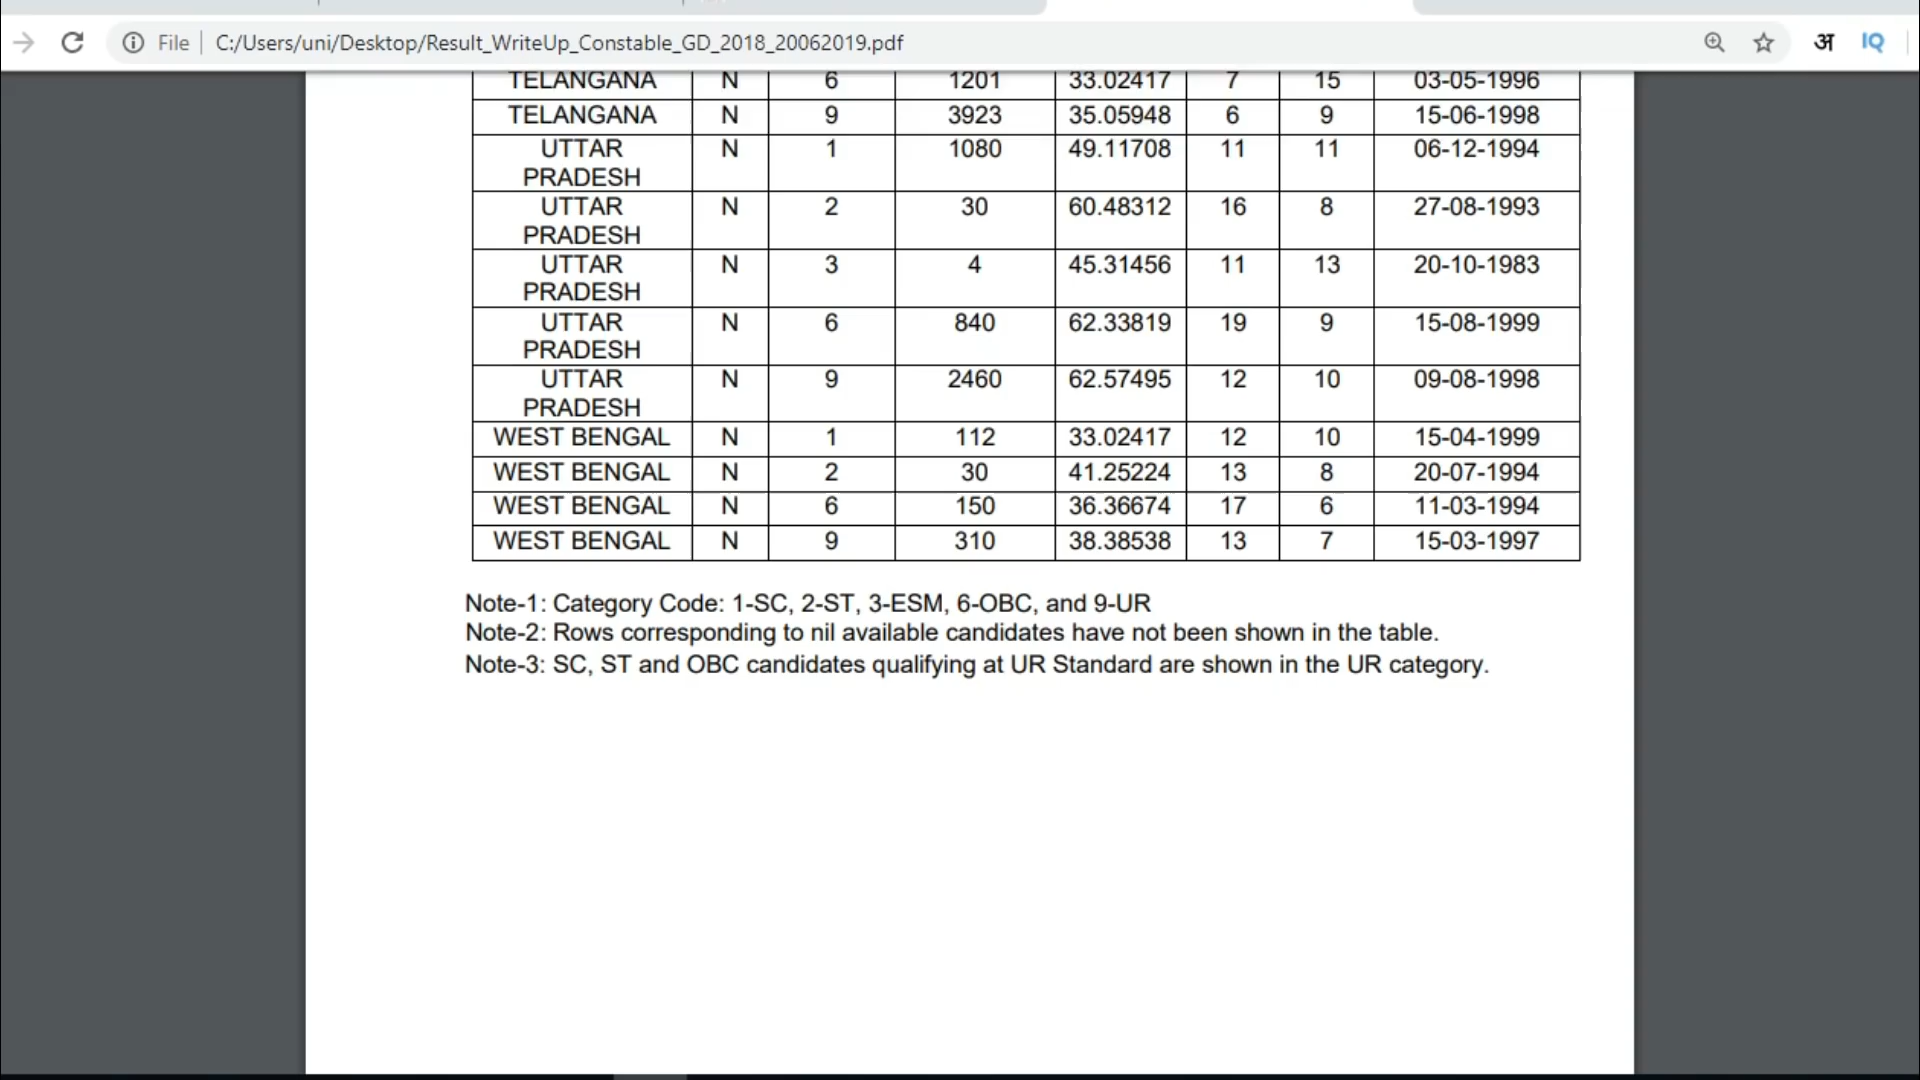 File C:/Users/uni/Desktop/Result_WriteUp_Constable_GD_2018_20062019.pdf अ IQ
TELANGANA N 6 1201 33.02417 7 15 03-05-1996
TELANGANA N 9 3923 35.05948 6 9 15-06-1998
UTTAR PRADESH N 1 1080 49.11708 11 11 06-12-1994
UTTAR PRADESH N 2 30 60.48312 16 8 27-08-1993
UTTAR PRADESH N 3 4 45.31456 11 13 20-10-1983
UTTAR PRADESH N 6 840 62.33819 19 9 15-08-1999
UTTAR PRADESH N 9 2460 62.57495 12 10 09-08-1998
WEST BENGAL N 1 112 33.02417 12 10 15-04-1999
WEST BENGAL N 2 30 41.25224 13 8 20-07-1994
WEST BENGAL N 6 150 36.36674 17 6 11-03-1994
WEST BENGAL N 9 310 38.38538 13 7 15-03-1997
Note-1: Category Code: 1-SC, 2-ST, 3-ESM, 6-OBC, and 9-UR
Note-2: Rows corresponding to nil available candidates have not been shown in the table.
Note-3: SC, ST and OBC candidates qualifying at UR Standard are shown in the UR category.